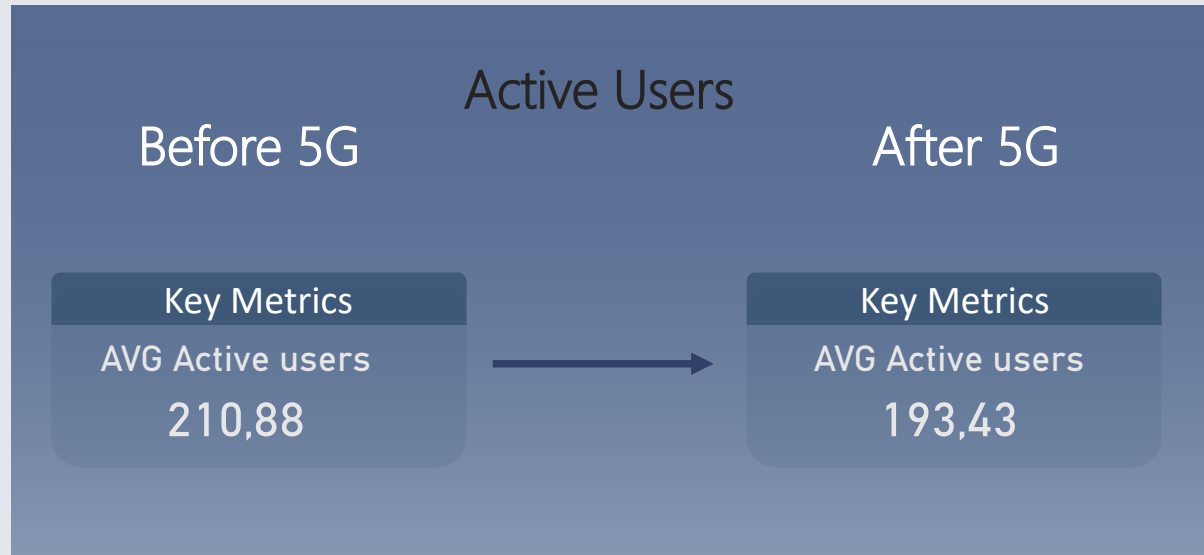 Active Users
Before 5G
After 5G
Key Metrics
AVG Active users
210,88
Key Metrics
AVG Active users
193,43